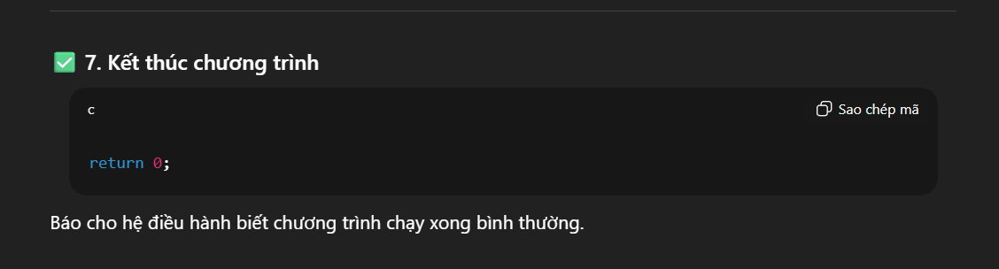 ✅ 7. Kết thúc chương trình
c
Sao chép mã
return 0;
Báo cho hệ điều hành biết chương trình chạy xong bình thường.